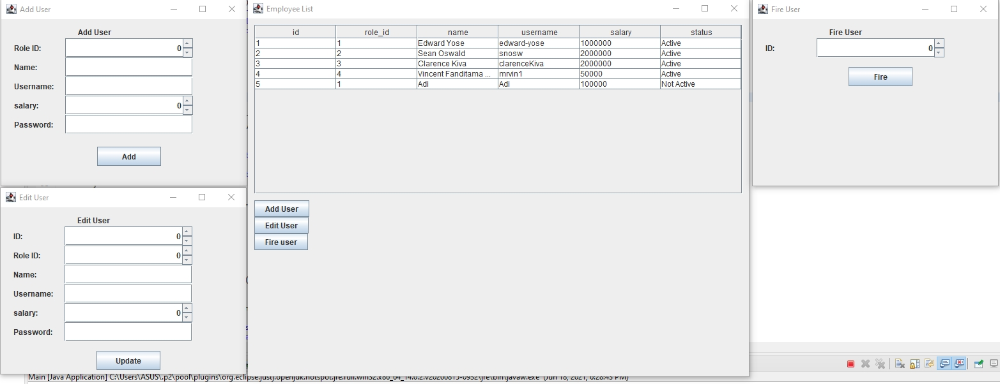 Add User
Add User
Role ID: 0
Name:
Username:
salary: 0
Password:
Add
Edit User
Edit User
ID: 0
Role ID: 0
Name:
Username:
salary: 0
Password:
Update
Employee List
id role_id name username salary status
1 1 Edward Yose edward-yose 1000000 Active
2 2 Sean Oswald snosw 2000000 Active
3 3 Clarence Kiva clarenceKiva 2000000 Active
4 4 Vincent Fanditama ... mrvin1 50000 Active
5 1 Adi Adi 100000 Not Active
Add User
Edit User
Fire user
Fire User
Fire User
ID: 0
Fire
Main [Java Application] C:\Users\ASUS\.p2\pool\plugins\org.eclipse.justj.openjdk.hotspot.jre.full.win32.x86_64_14.0.2.v20200815-0932\jre\bin\javaw.exe (Jun 18, 2021, 6:28:43 PM)